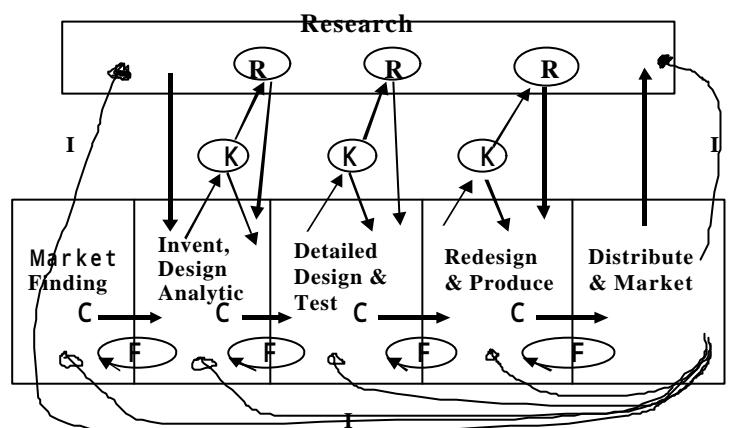 Research
R R R
I K K K I
Market
Finding
Invent,
Design
Analytic
Detailed
Design &
Test
Redesign
& Produce
Distribute
& Market
C C C C
F F F F
I